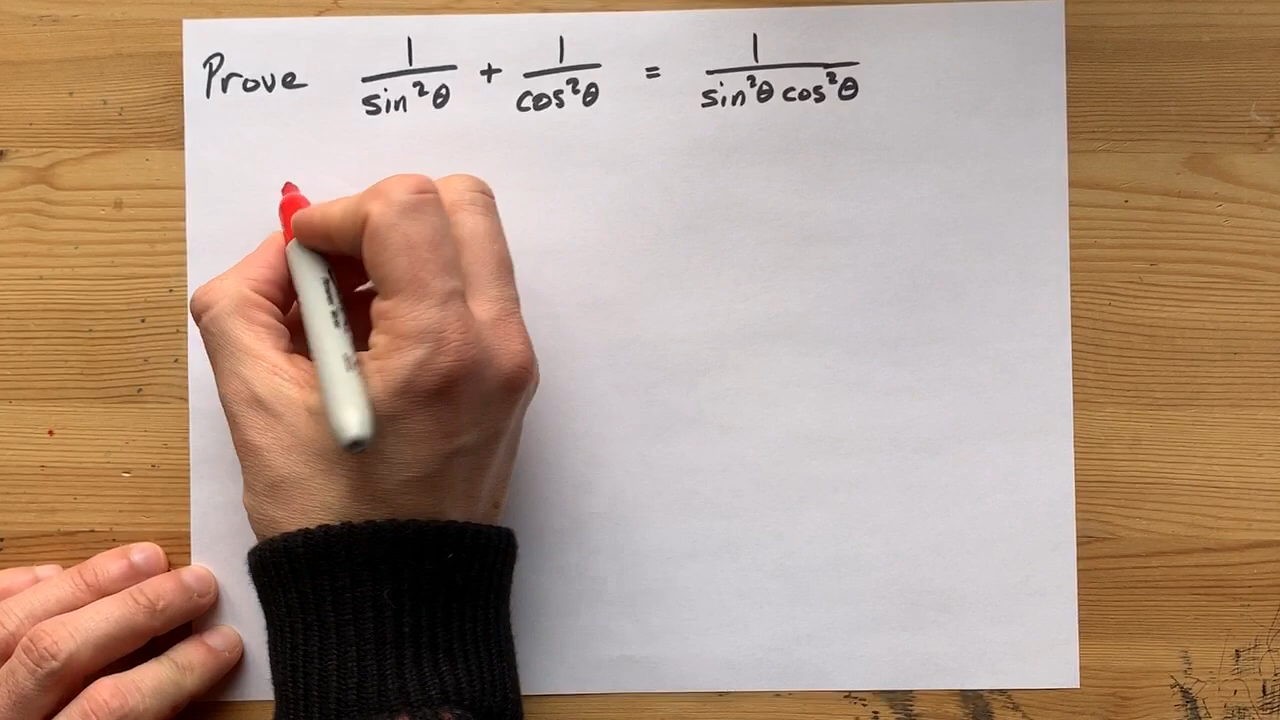 Prove 1/sin²θ + 1/cos²θ = 1/sin²θ cos²θ